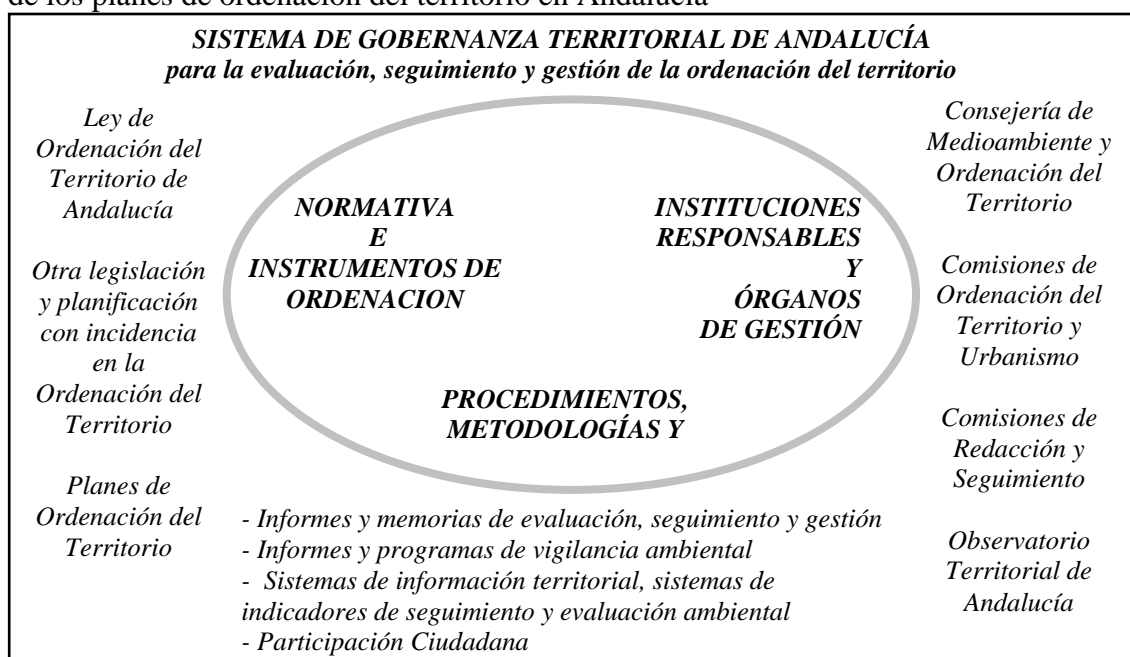 de los planes de ordenación del territorio en Andalucía
SISTEMA DE GOBERNANZA TERRITORIAL DE ANDALUCÍA
para la evaluación, seguimiento y gestión de la ordenación del territorio
Ley de
Ordenación del
Territorio de
Andalucía
Otra legislación
y planificación
con incidencia
en la
Ordenación del
Territorio
Planes de
Ordenación del
Territorio
NORMATIVA
E
INSTRUMENTOS DE
ORDENACION
INSTITUCIONES
RESPONSABLES
Y
ÓRGANOS
DE GESTIÓN
PROCEDIMIENTOS,
METODOLOGÍAS Y
- Informes y memorias de evaluación, seguimiento y gestión
- Informes y programas de vigilancia ambiental
- Sistemas de información territorial, sistemas de
indicadores de seguimiento y evaluación ambiental
- Participación Ciudadana
Consejería de
Medioambiente y
Ordenación del
Territorio
Comisiones de
Ordenación del
Territorio y
Urbanismo
Comisiones de
Redacción y
Seguimiento
Observatorio
Territorial de
Andalucía